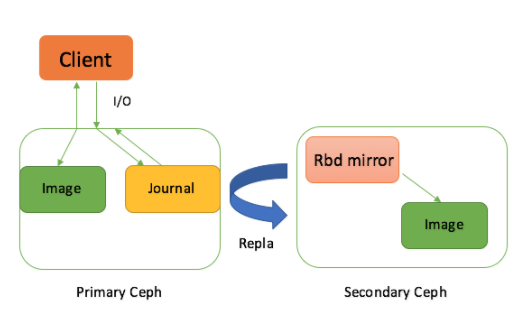 Client
I/O
Image
Journal
Rbd mirror
Image
Repla
Primary Ceph
Secondary Ceph